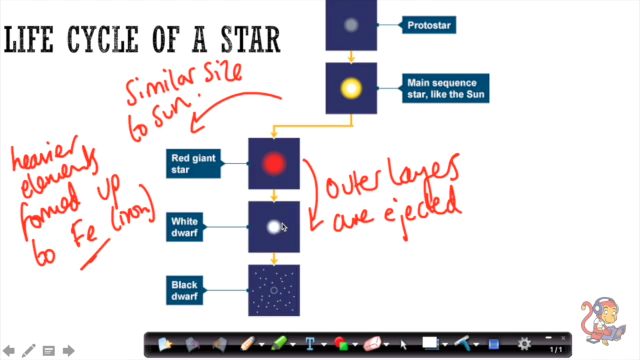 LIFE CYCLE OF A STAR
Protostar
Main sequence
star, like the Sun
Similar size
to sun.
Red giant
star
heavier
elements
formed up
to Fe (iron)
outer layers
are ejected
White
dwarf
Black
dwarf
T
1/1